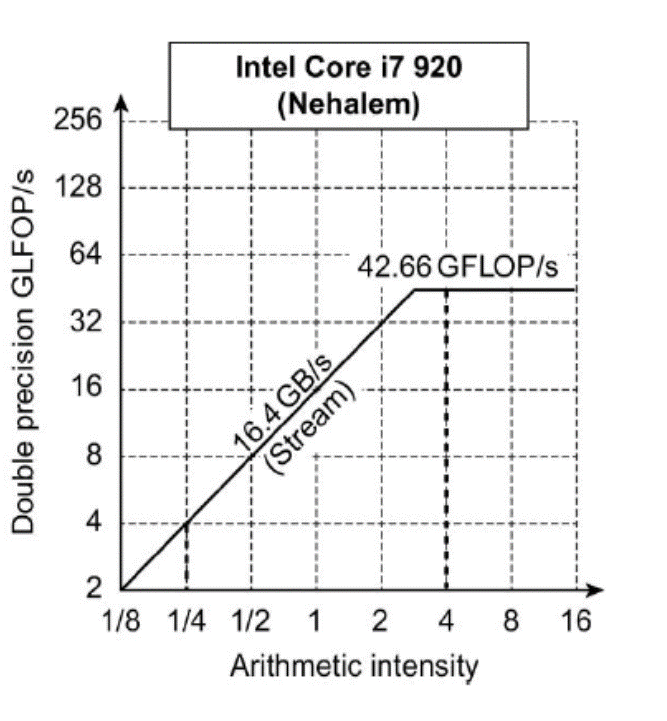 Intel Core i7 920
(Nehalem)
Double precision GLFOP/s
256
128
64
32
16
8
4
2
42.66 GFLOP/s
16.4 GB/s
(Stream)
1/8 1/4 1/2 1 2 4 8 16
Arithmetic intensity